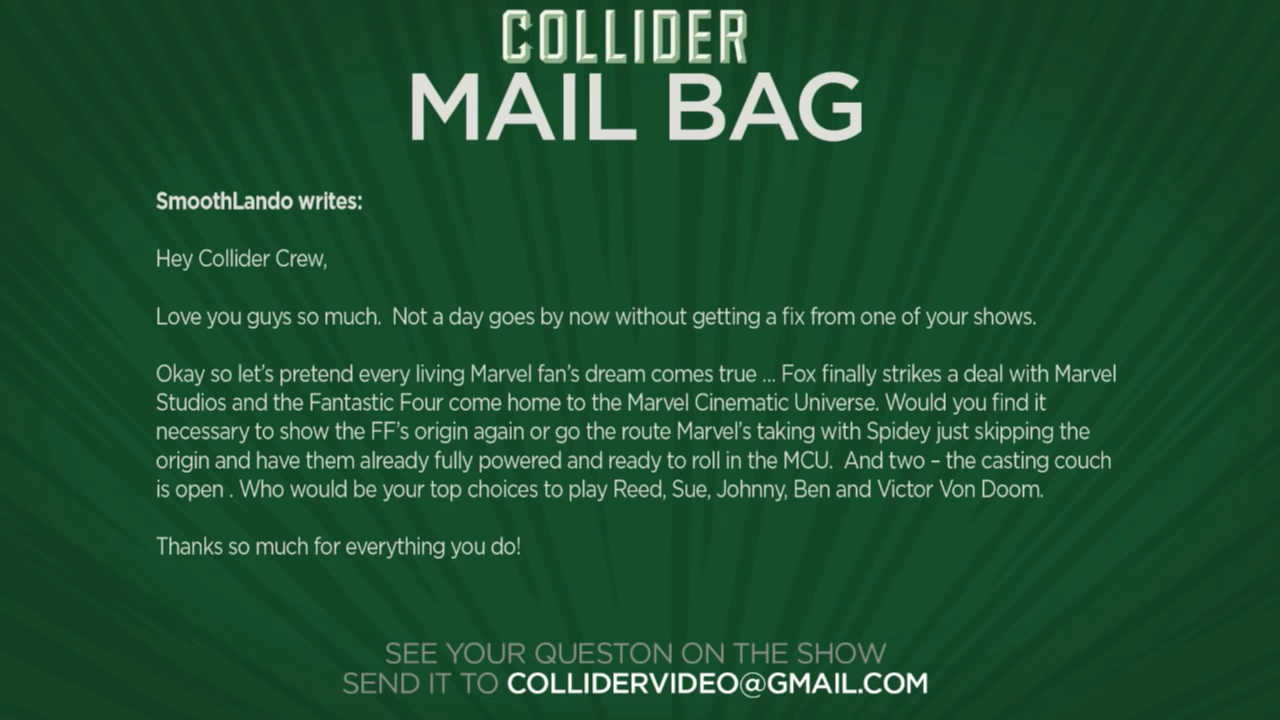 COLLIDER
MAIL BAG
SmoothLando writes:
Hey Collider Crew,
Love you guys so much.  Not a day goes by now without getting a fix from one of your shows.
Okay so let's pretend every living Marvel fan's dream comes true ... Fox finally strikes a deal with Marvel
Studios and the Fantastic Four come home to the Marvel Cinematic Universe. Would you find it
necessary to show the FF's origin again or go the route Marvel's taking with Spidey just skipping the
origin and have them already fully powered and ready to roll in the MCU.  And two – the casting couch
is open . Who would be your top choices to play Reed, Sue, Johnny, Ben and Victor Von Doom.
Thanks so much for everything you do!
SEE YOUR QUESTON ON THE SHOW
SEND IT TO COLLIDERVIDEO@GMAIL.COM